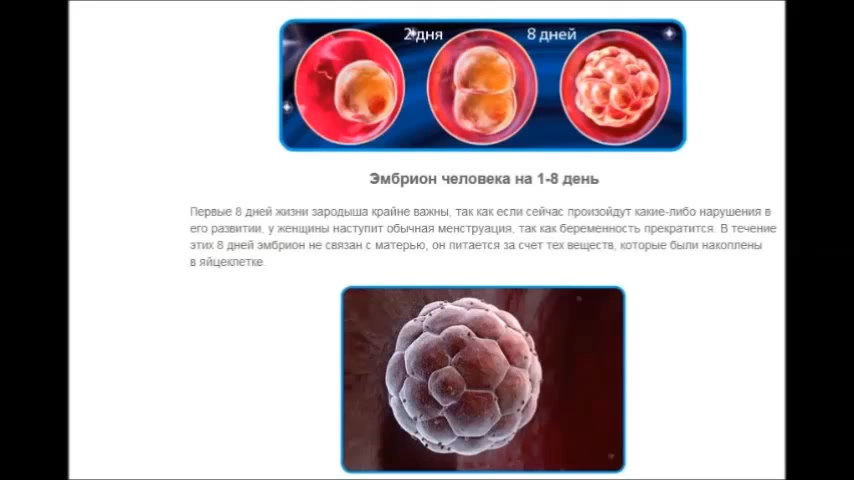 2 дня 8 дней
Эмбрион человека на 1-8 день
Первые 8 дней жизни зародыша крайне важны, так как если сейчас произойдут какие-либо нарушения в
его развитии, у женщины наступит обычная менструация, так как беременность прекратится. В течение
этих 8 дней эмбрион не связан с матерью, он питается за счет тех веществ, которые были накоплены
в яйцеклетке.